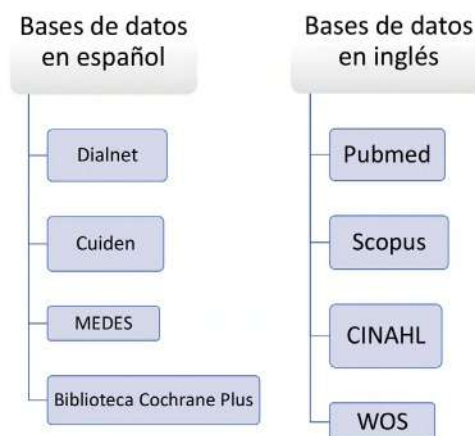 Bases de datos
en español
Dialnet
Cuiden
MEDES
Biblioteca Cochrane Plus
Bases de datos
en inglés
Pubmed
Scopus
CINAHL
WOS